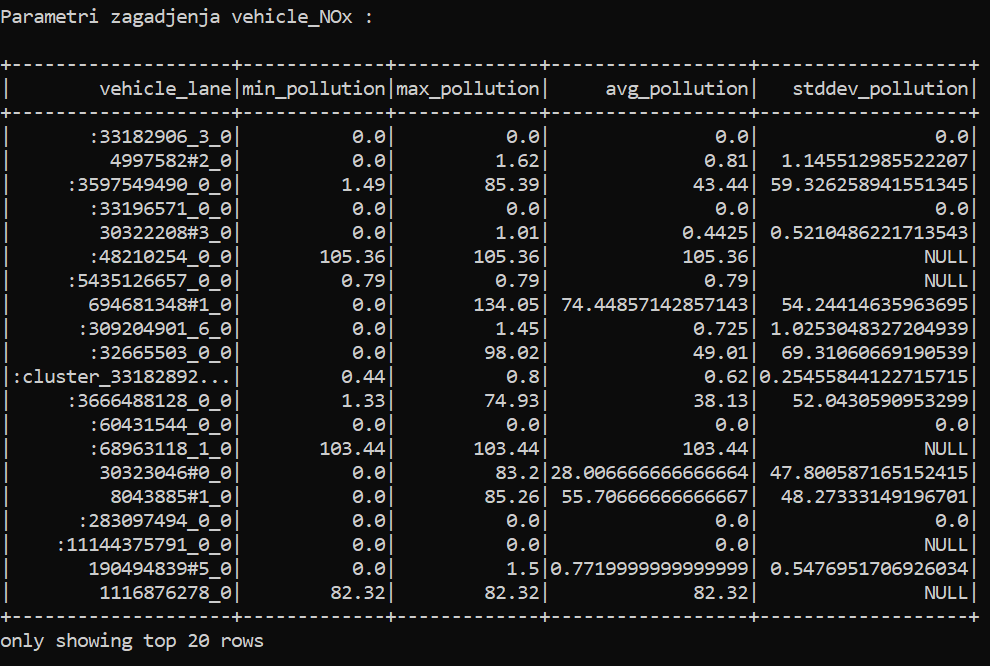 Parametri zagadjenja vehicle_NOx :
+--------------------+-------------+-------------+-------------------+-------------------+
|        vehicle_lane|min_pollution|max_pollution|      avg_pollution|   stddev_pollution|
+--------------------+-------------+-------------+-------------------+-------------------+
|       :33182906_3_0|          0.0|          0.0|                0.0|                0.0|
|         4997582#2_0|          0.0|         1.62|               0.81|  1.145512985522207|
|     :3597549490_0_0|         1.49|        85.39|              43.44| 59.326258941551345|
|       :33196571_0_0|          0.0|          0.0|                0.0|                0.0|
|        30322208#3_0|          0.0|         1.01|             0.4425| 0.5210486221713543|
|       :48210254_0_0|       105.36|       105.36|             105.36|               NULL|
|     :5435126657_0_0|         0.79|         0.79|               0.79|               NULL|
|       694681348#1_0|          0.0|       134.05|  74.44857142857143|  54.24414635963695|
|      :309204901_6_0|          0.0|         1.45|              0.725| 1.0253048327204939|
|       :32665503_0_0|          0.0|        98.02|              49.01|  69.31060669190539|
|:cluster_33182892...|         0.44|          0.8|               0.62|0.25455844122715715|
|     :3666488128_0_0|         1.33|        74.93|              38.13|   52.0430590953299|
|       :60431544_0_0|          0.0|          0.0|                0.0|                0.0|
|       :68963118_1_0|       103.44|       103.44|             103.44|               NULL|
|        30323046#0_0|          0.0|         83.2|28.006666666666664| 47.800587165152415|
|         8043885#1_0|          0.0|        85.26|  55.70666666666667|  48.27333149196701|
|      :283097494_0_0|          0.0|          0.0|                0.0|                0.0|
|    :11144375791_0_0|          0.0|          0.0|                0.0|               NULL|
|       190494839#5_0|          0.0|          1.5|0.7719999999999999| 0.5476951706926034|
|        1116876278_0|        82.32|        82.32|              82.32|               NULL|
+--------------------+-------------+-------------+-------------------+-------------------+
only showing top 20 rows